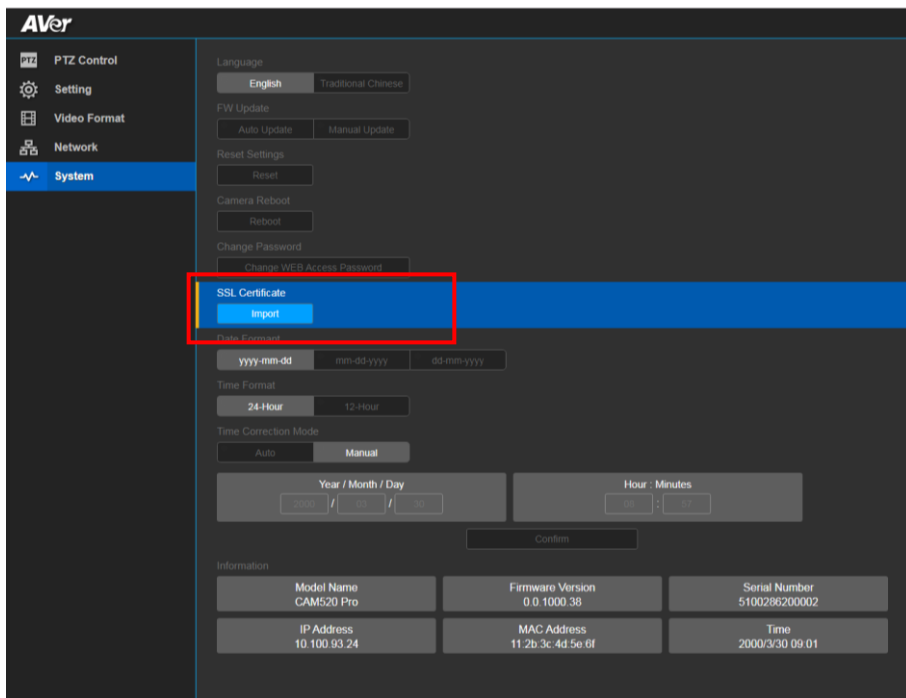 AVer
PTZ PTZ Control
Setting
Video Format
Network
System
Language
English Traditional Chinese
FW Update
Auto Update Manual Update
Reset Settings
Reset
Camera Reboot
Reboot
Change Password
Change WEB Access Password
SSL Certificate
Import
Date Formant
yyyy-mm-dd mm-dd-yyyy dd-mm-yyyy
Time Format
24-Hour 12-Hour
Time Correction Mode
Auto Manual
Year / Month / Day Hour : Minutes
2000 / 03 / :
Confirm
Information
Model Name Firmware Version Serial Number
CAM520 Pro 0.0.1000.38 5100286200002
IP Address MAC Address Time
10.100.93.24 11:2b:3c:4d:5e:6f 2000/3/30 09:01